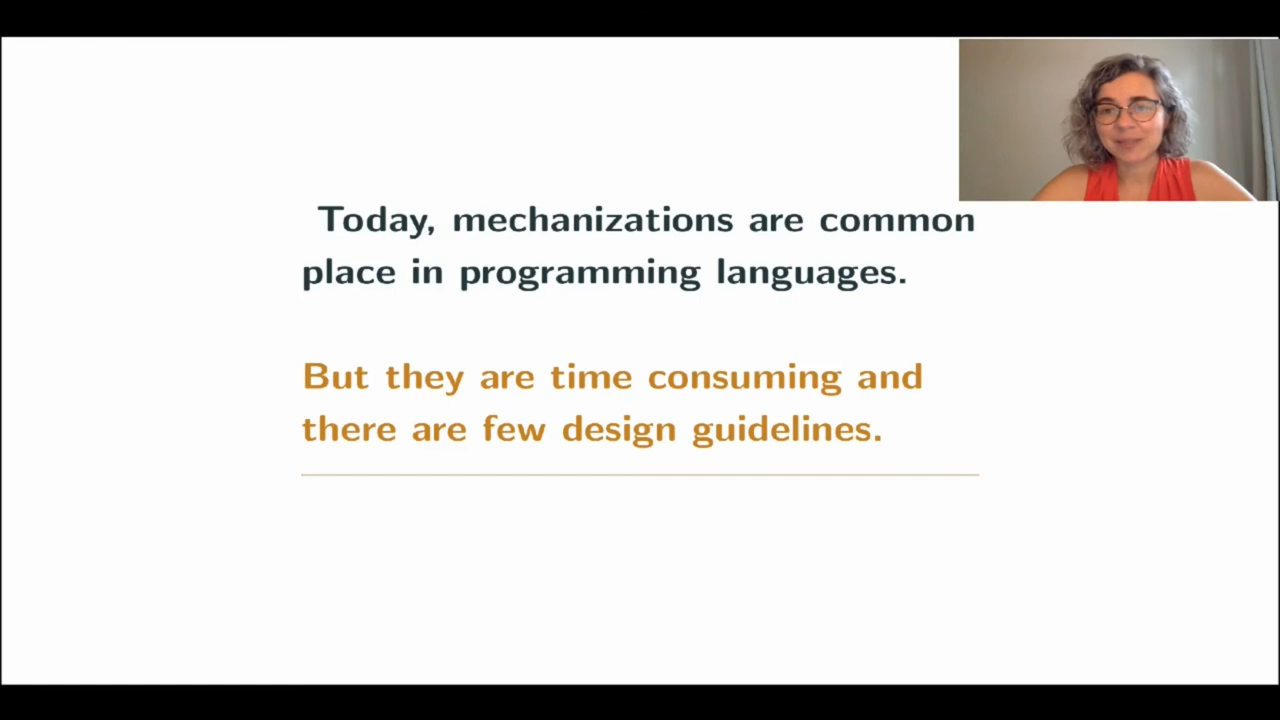 Today, mechanizations are common
place in programming languages.
But they are time consuming and
there are few design guidelines.